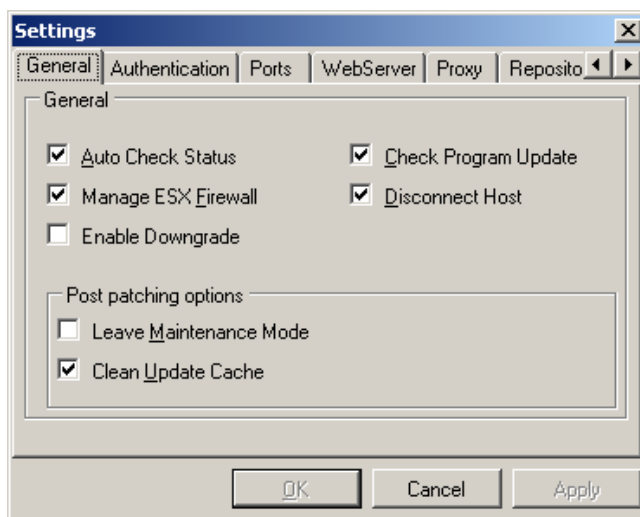 Settings
General Authentication Ports WebServer Proxy Reposito
General
Auto Check Status Check Program Update
Manage ESX Firewall Disconnect Host
Enable Downgrade
Post patching options
Leave Maintenance Mode
Clean Update Cache
OK Cancel Apply